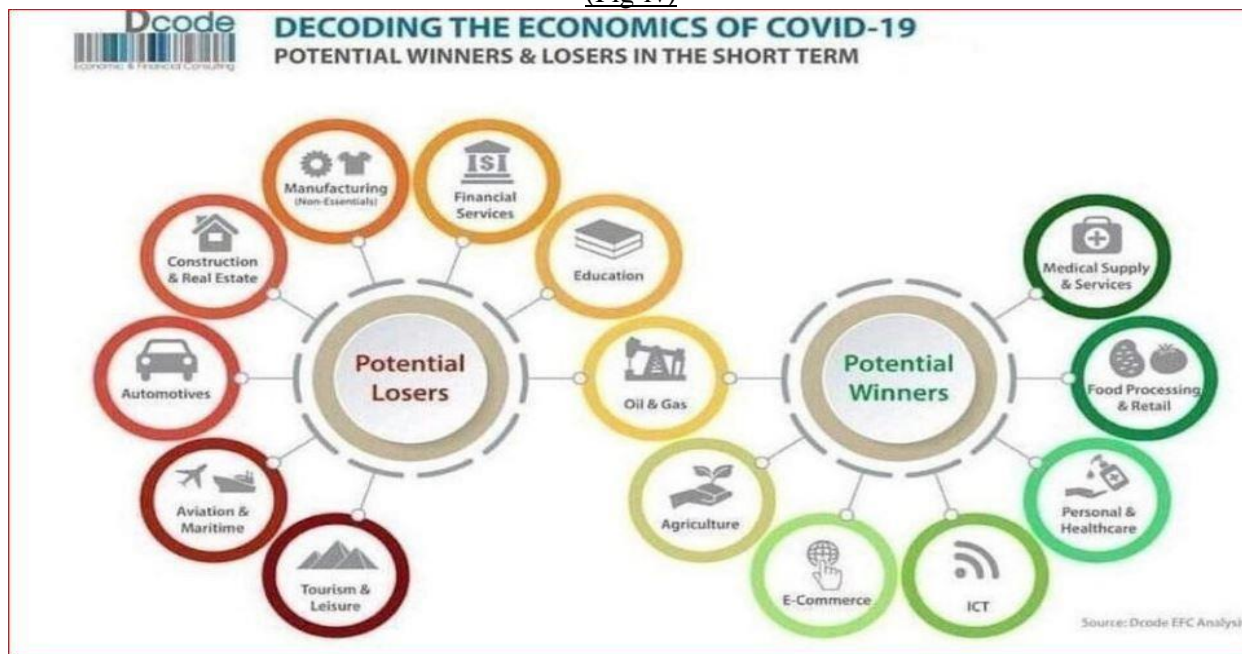 (Fig-IV)
Dcode
Economic & Financial Consulting
DECODING THE ECONOMICS OF COVID-19
POTENTIAL WINNERS & LOSERS IN THE SHORT TERM
Manufacturing
(Non-Essentials)
$
Financial
Services
Construction
& Real Estate
Education
Automotives
Potential
Losers
Oil & Gas
Aviation &
Maritime
Tourism &
Leisure
Potential
Winners
Medical Supply
& Services
Food Processing
& Retail
Personal &
Healthcare
ICT
E-Commerce
Agriculture
Source: Dcode EFC Analysis